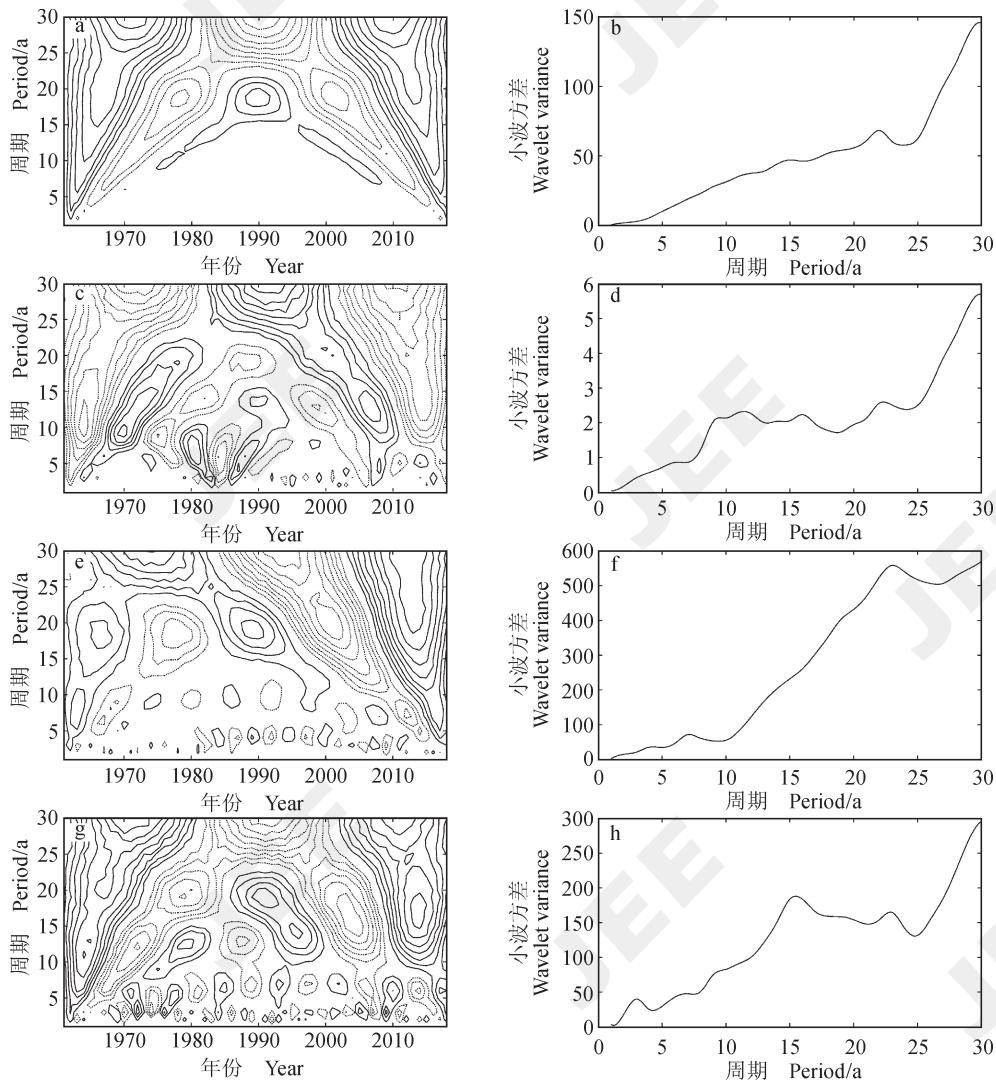 a
30
25
20
15
10
5
周期 Period/a
1970 1980 1990 2000 2010
年份 Year
b
150
100
50
0
小波方差
Wavelet variance
0 5 10 15 20 25 30
周期 Period/a
c
30
25
20
15
10
5
周期 Period/a
1970 1980 1990 2000 2010
年份 Year
d
6
5
4
3
2
1
0
小波方差
Wavelet variance
0 5 10 15 20 25 30
周期 Period/a
e
30
25
20
15
10
5
周期 Period/a
1970 1980 1990 2000 2010
年份 Year
f
600
500
400
300
200
100
0
小波方差
Wavelet variance
0 5 10 15 20 25 30
周期 Period/a
g
30
25
20
15
10
5
周期 Period/a
1970 1980 1990 2000 2010
年份 Year
h
300
250
200
150
100
50
0
小波方差
Wavelet variance
0 5 10 15 20 25 30
周期 Period/a
JEE
JEE
JEE
JEE
JEE
JEE
JEE